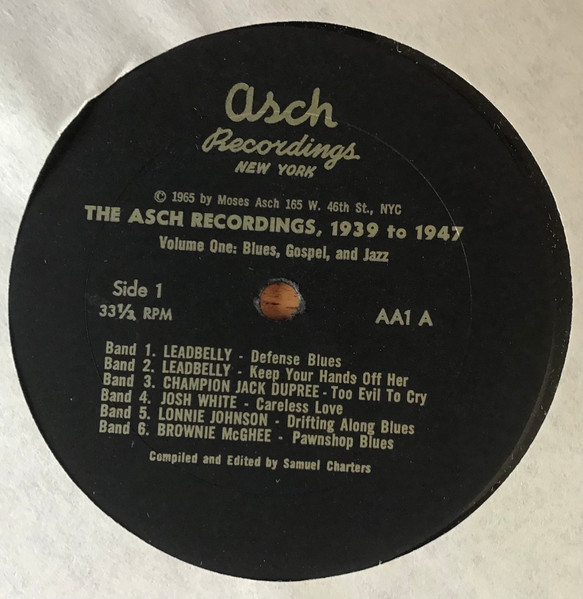 asch
Recordings
NEW YORK
© 1965 by Moses Asch 165 W. 46th St., NYC
THE ASCH RECORDINGS, 1939 to 1947
Volume One: Blues, Gospel, and Jazz
Side 1
33⅓ RPM
AA1 A
Band 1. LEADBELLY - Defense Blues
Band 2. LEADBELLY - Keep Your Hands Off Her
Band 3. CHAMPION JACK DUPREE - Too Evil To Cry
Band 4. JOSH WHITE - Careless Love
Band 5. LONNIE JOHNSON - Drifting Along Blues
Band 6. BROWNIE McGHEE - Pawnshop Blues
Compiled and Edited by Samuel Charters